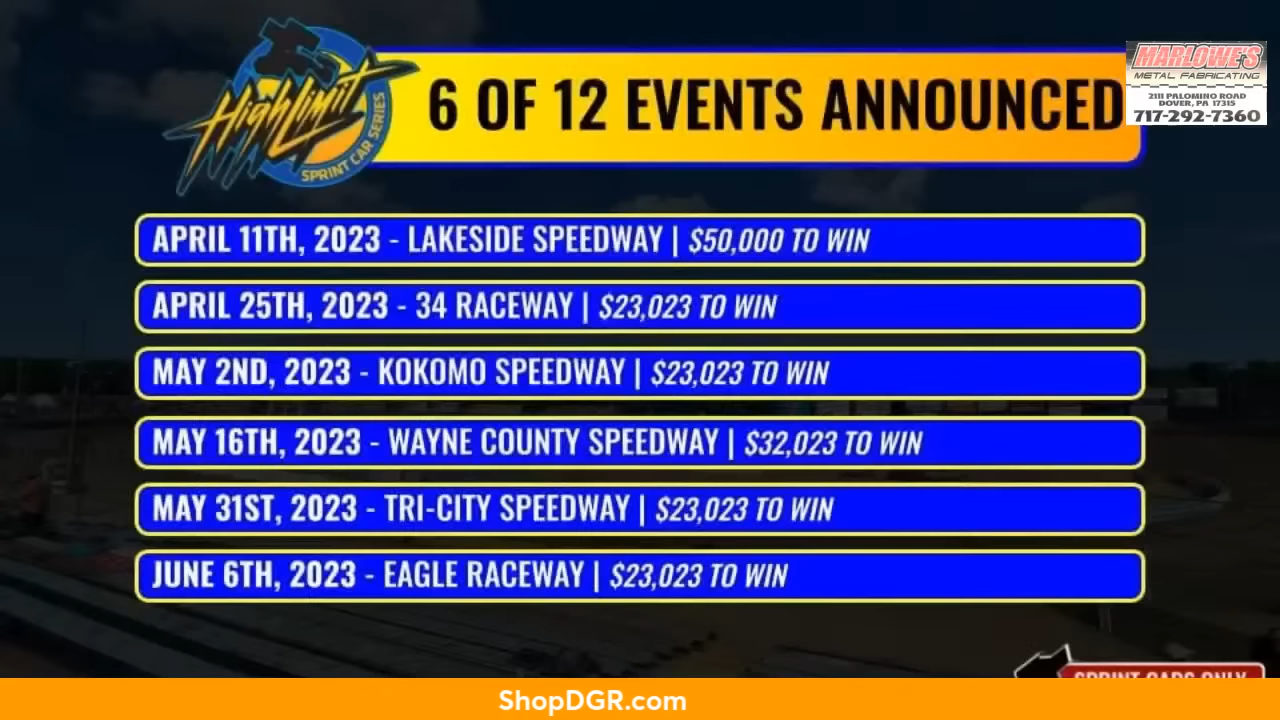 HighLimit
SPRINT CAR SERIES
6 OF 12 EVENTS ANNOUNCED
MARLOWE'S
METAL FABRICATING
2111 PALOMINO ROAD
DOVER, PA 17315
717-292-7360
APRIL 11TH, 2023 - LAKESIDE SPEEDWAY | $50,000 TO WIN
APRIL 25TH, 2023 - 34 RACEWAY | $23,023 TO WIN
MAY 2ND, 2023 - KOKOMO SPEEDWAY | $23,023 TO WIN
MAY 16TH, 2023 - WAYNE COUNTY SPEEDWAY | $32,023 TO WIN
MAY 31ST, 2023 - TRI-CITY SPEEDWAY | $23,023 TO WIN
JUNE 6TH, 2023 - EAGLE RACEWAY | $23,023 TO WIN
SPRINT CARS ONLY
ShopDGR.com